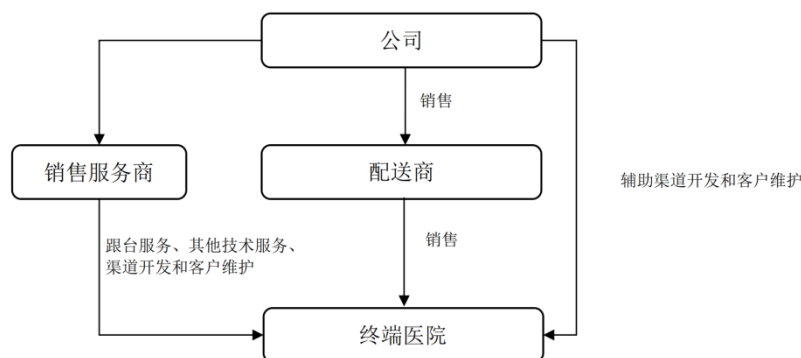 公司
销售
销售服务商
配送商
辅助渠道开发和客户维护
跟台服务、其他技术服务、
渠道开发和客户维护
销售
终端医院